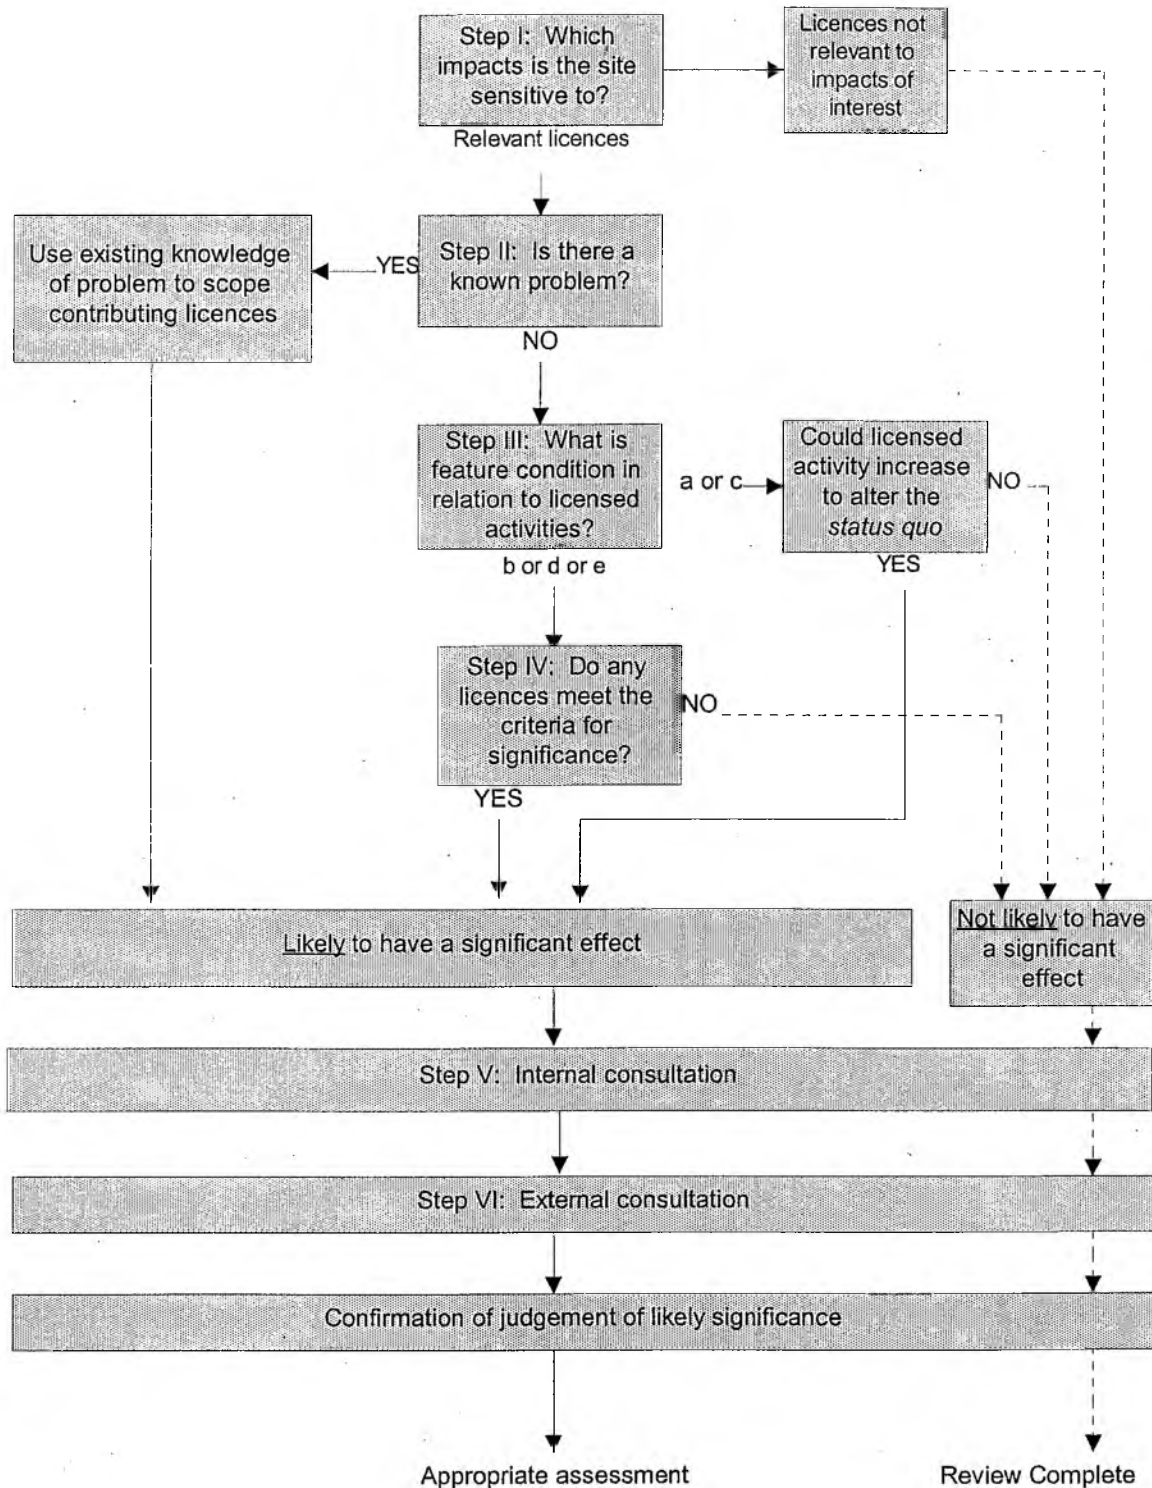 Step I: Which
impacts is the site
sensitive to?
Licences not
relevant to
impacts of
interest
Relevant licences
Use existing knowledge
of problem to scope
contributing licences
YES
Step II: Is there a
known problem?
NO
Step III: What is
feature condition in
relation to licensed
activities?
a or c
Could licensed
activity increase
to alter the
status quo
NO
YES
b or d or e
Step IV: Do any
licences meet the
criteria for
significance?
NO
YES
Likely to have a significant effect
Not likely to have
a significant
effect
Step V: Internal consultation
Step VI: External consultation
Confirmation of judgement of likely significance
Appropriate assessment
Review Complete